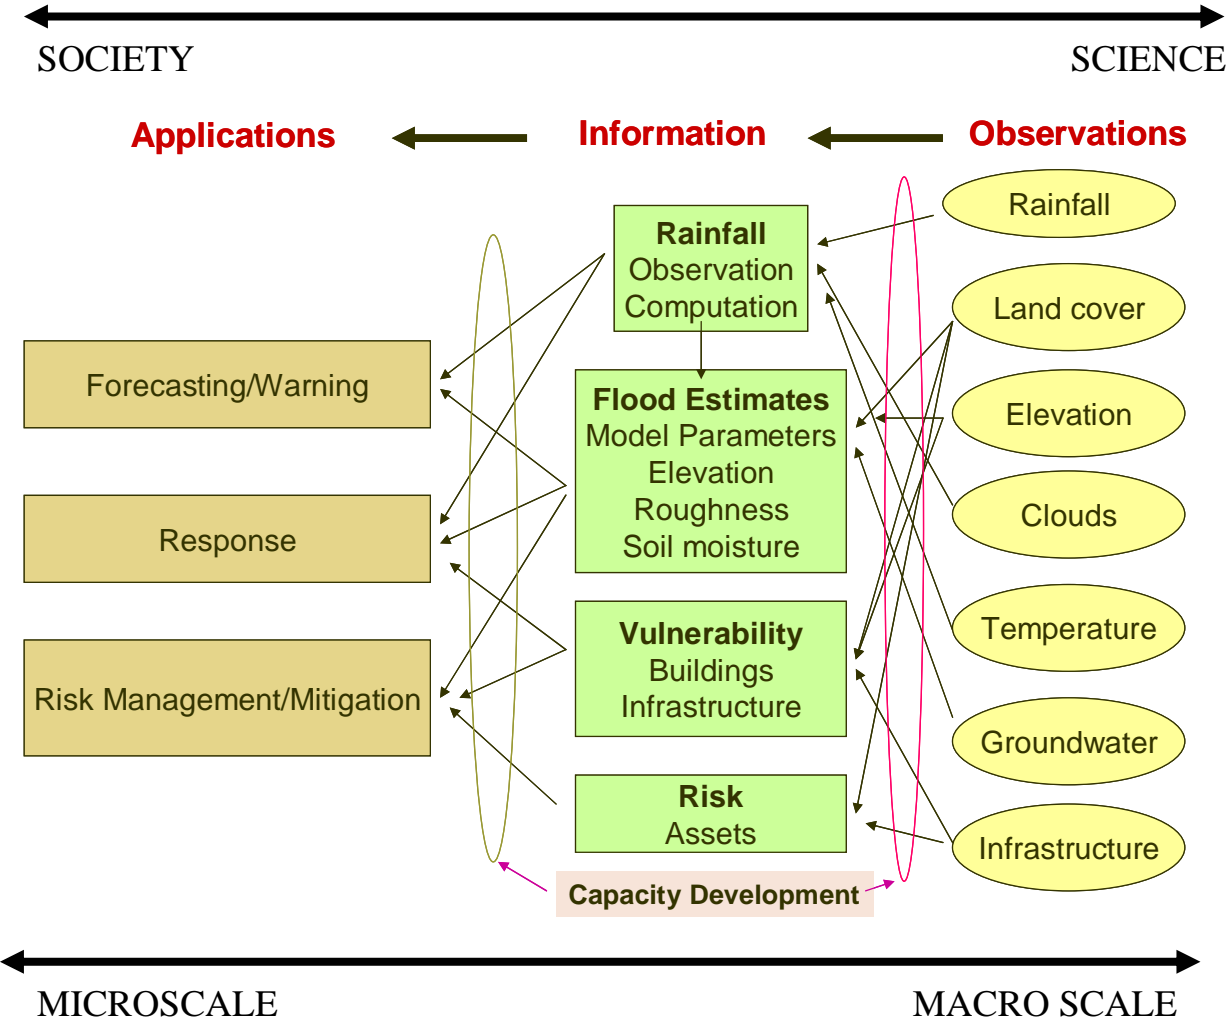 SOCIETY
SCIENCE
Applications
Information
Observations
Forecasting/Warning
Response
Risk Management/Mitigation
Rainfall
Observation
Computation
Flood Estimates
Model Parameters
Elevation
Roughness
Soil moisture
Vulnerability
Buildings
Infrastructure
Risk
Assets
Capacity Development
Rainfall
Land cover
Elevation
Clouds
Temperature
Groundwater
Infrastructure
MICROSCALE
MACRO SCALE